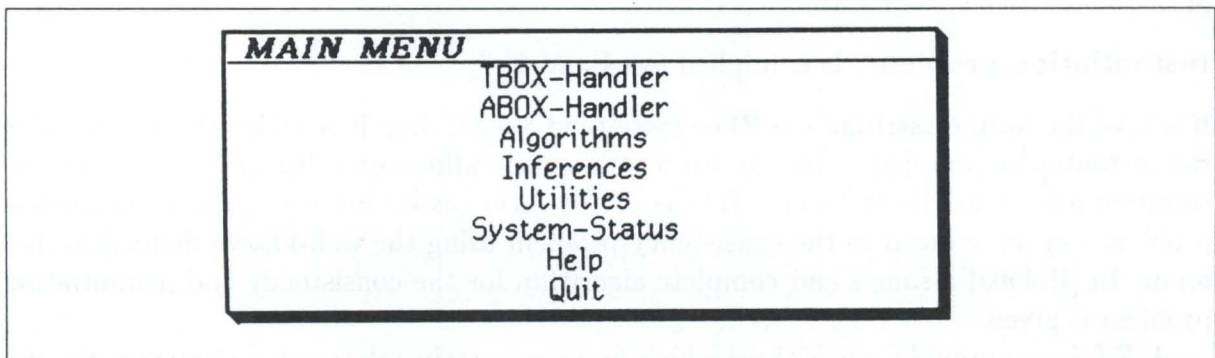 MAIN MENU
TBOX-Handler
ABOX-Handler
Algorithms
Inferences
Utilities
System-Status
Help
Quit